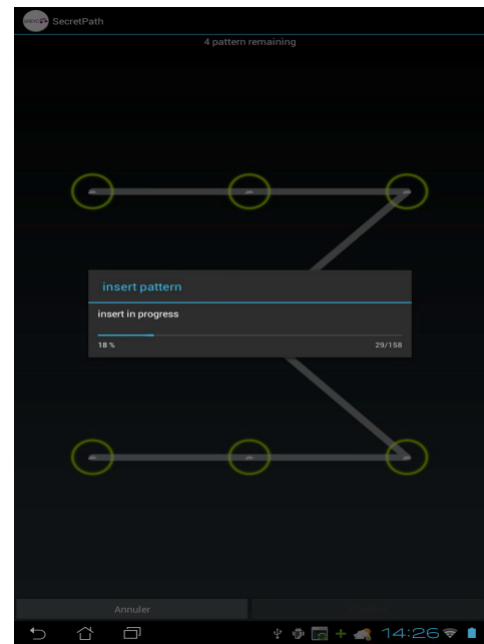 SecretPath
4 pattern remaining
insert pattern
insert in progress
18 %
29/158
Annuler
14:26